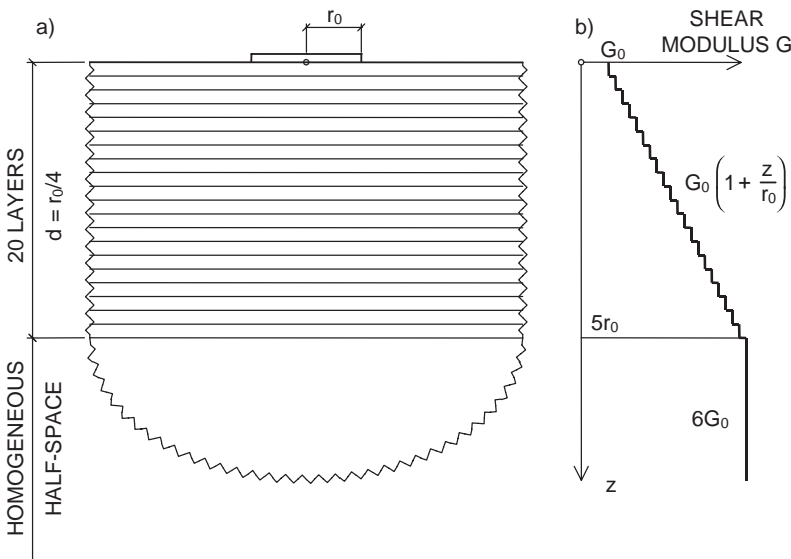 a)
r₀
20 LAYERS
d = r₀/4
HOMOGENEOUS
HALF-SPACE
b)
SHEAR
MODULUS G
G₀
G₀ (1 + z/r₀)
5r₀
6G₀
z